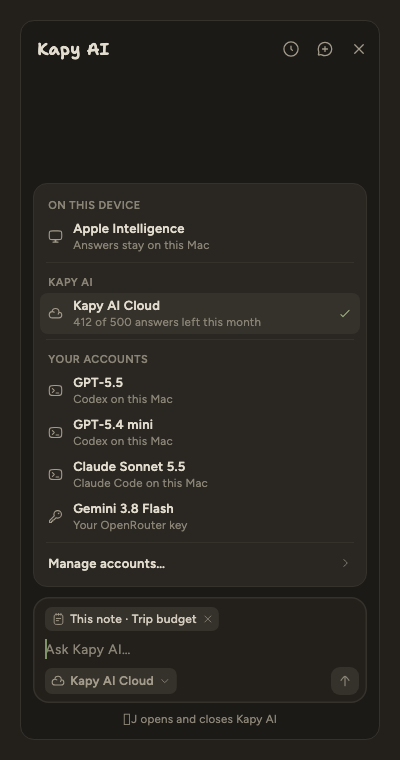 Kapy AI
ON THIS DEVICE
Apple Intelligence
Answers stay on this Mac
KAPY AI
Kapy AI Cloud
412 of 500 answers left this month
YOUR ACCOUNTS
GPT-5.5
Codex on this Mac
GPT-5.4 mini
Codex on this Mac
Claude Sonnet 5.5
Claude Code on this Mac
Gemini 3.8 Flash
Your OpenRouter key
Manage accounts...
This note · Trip budget
Ask Kapy AI...
Kapy AI Cloud
▯J opens and closes Kapy AI